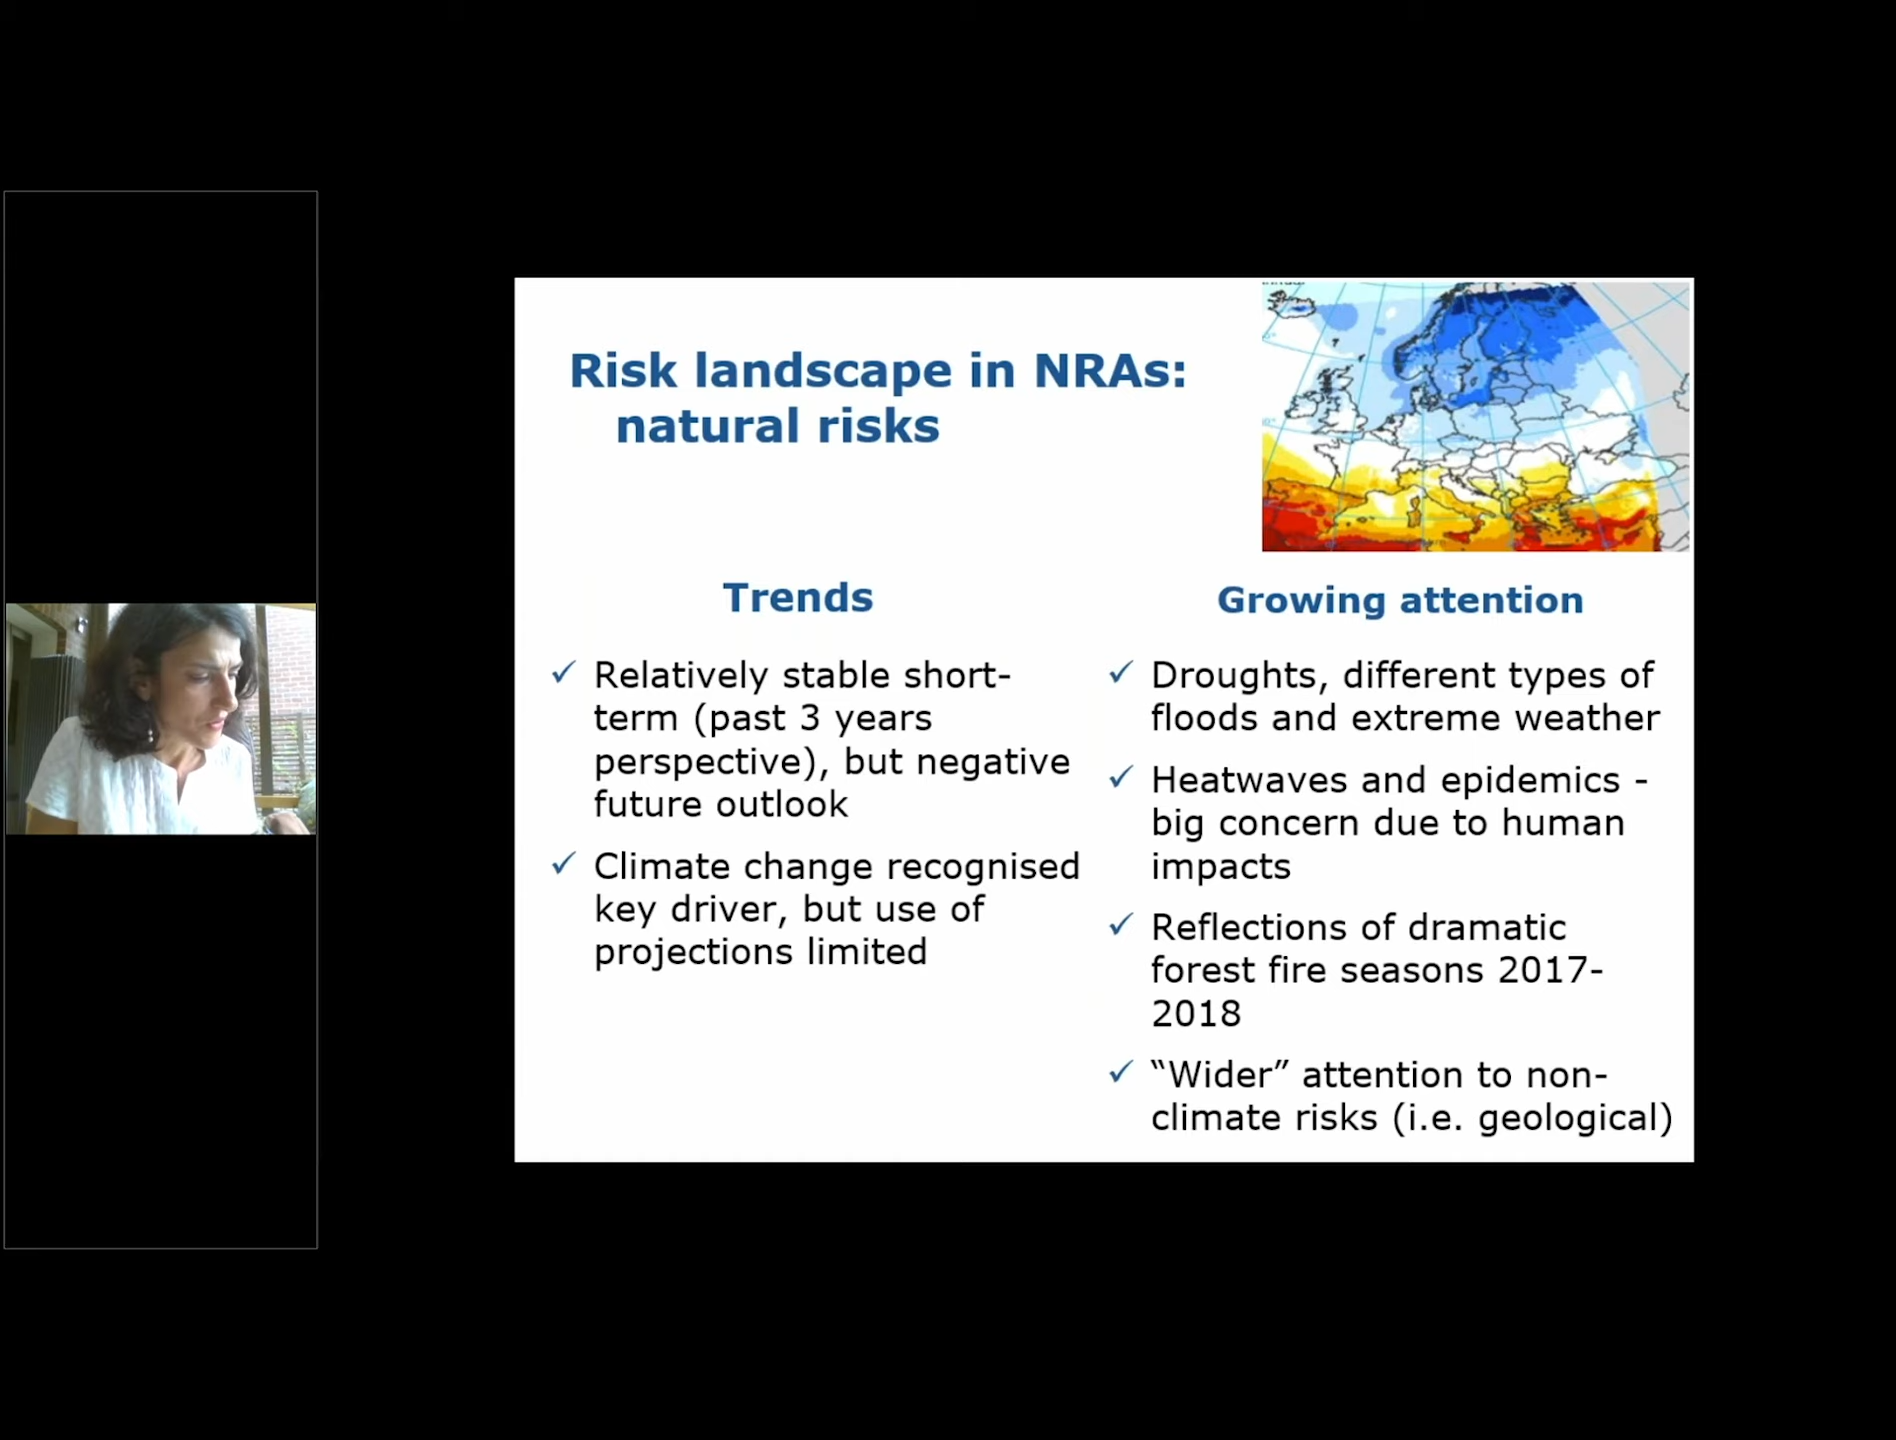 Risk landscape in NRAs:
natural risks
Trends
Relatively stable short-
term (past 3 years
perspective), but negative
future outlook
Climate change recognised
key driver, but use of
projections limited
Growing attention
Droughts, different types of
floods and extreme weather
Heatwaves and epidemics -
big concern due to human
impacts
Reflections of dramatic
forest fire seasons 2017-
2018
“Wider” attention to non-
climate risks (i.e. geological)